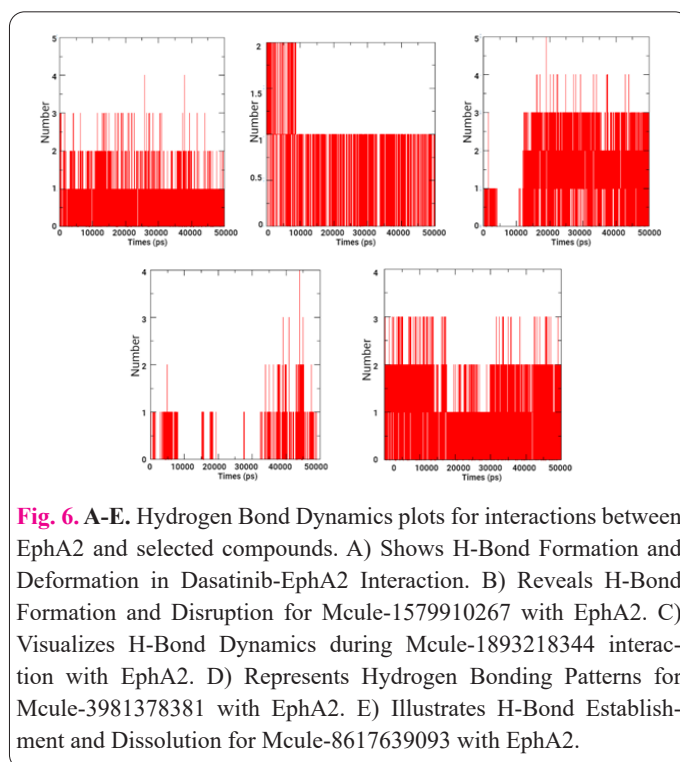 5
4
3
2
1
0
Number
0 10000 20000 30000 40000 50000
Times (ps)
2
1.5
1
0.5
0
Number
0 10000 20000 30000 40000 50000
Times (ps)
5
4
3
2
1
0
Number
0 10000 20000 30000 40000 50000
Times (ps)
4
3
2
1
0
Number
0 10000 20000 30000 40000 50000
Times (ps)
4
3
2
1
0
Number
0 10000 20000 30000 40000 50000
Times (ps)
Fig. 6. A-E. Hydrogen Bond Dynamics plots for interactions between
EphA2 and selected compounds. A) Shows H-Bond Formation and
Deformation in Dasatinib-EphA2 Interaction. B) Reveals H-Bond
Formation and Disruption for Mcule-1579910267 with EphA2. C)
Visualizes H-Bond Dynamics during Mcule-1893218344 interac-
tion with EphA2. D) Represents Hydrogen Bonding Patterns for
Mcule-3981378381 with EphA2. E) Illustrates H-Bond Establish-
ment and Dissolution for Mcule-8617639093 with EphA2.